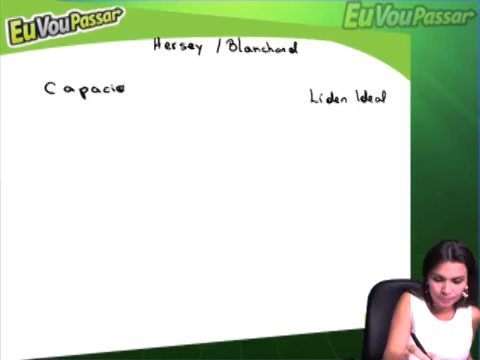 EuVouPassar EuVouPassar
Hersey / Blanchard
Capacid
Líder Ideal